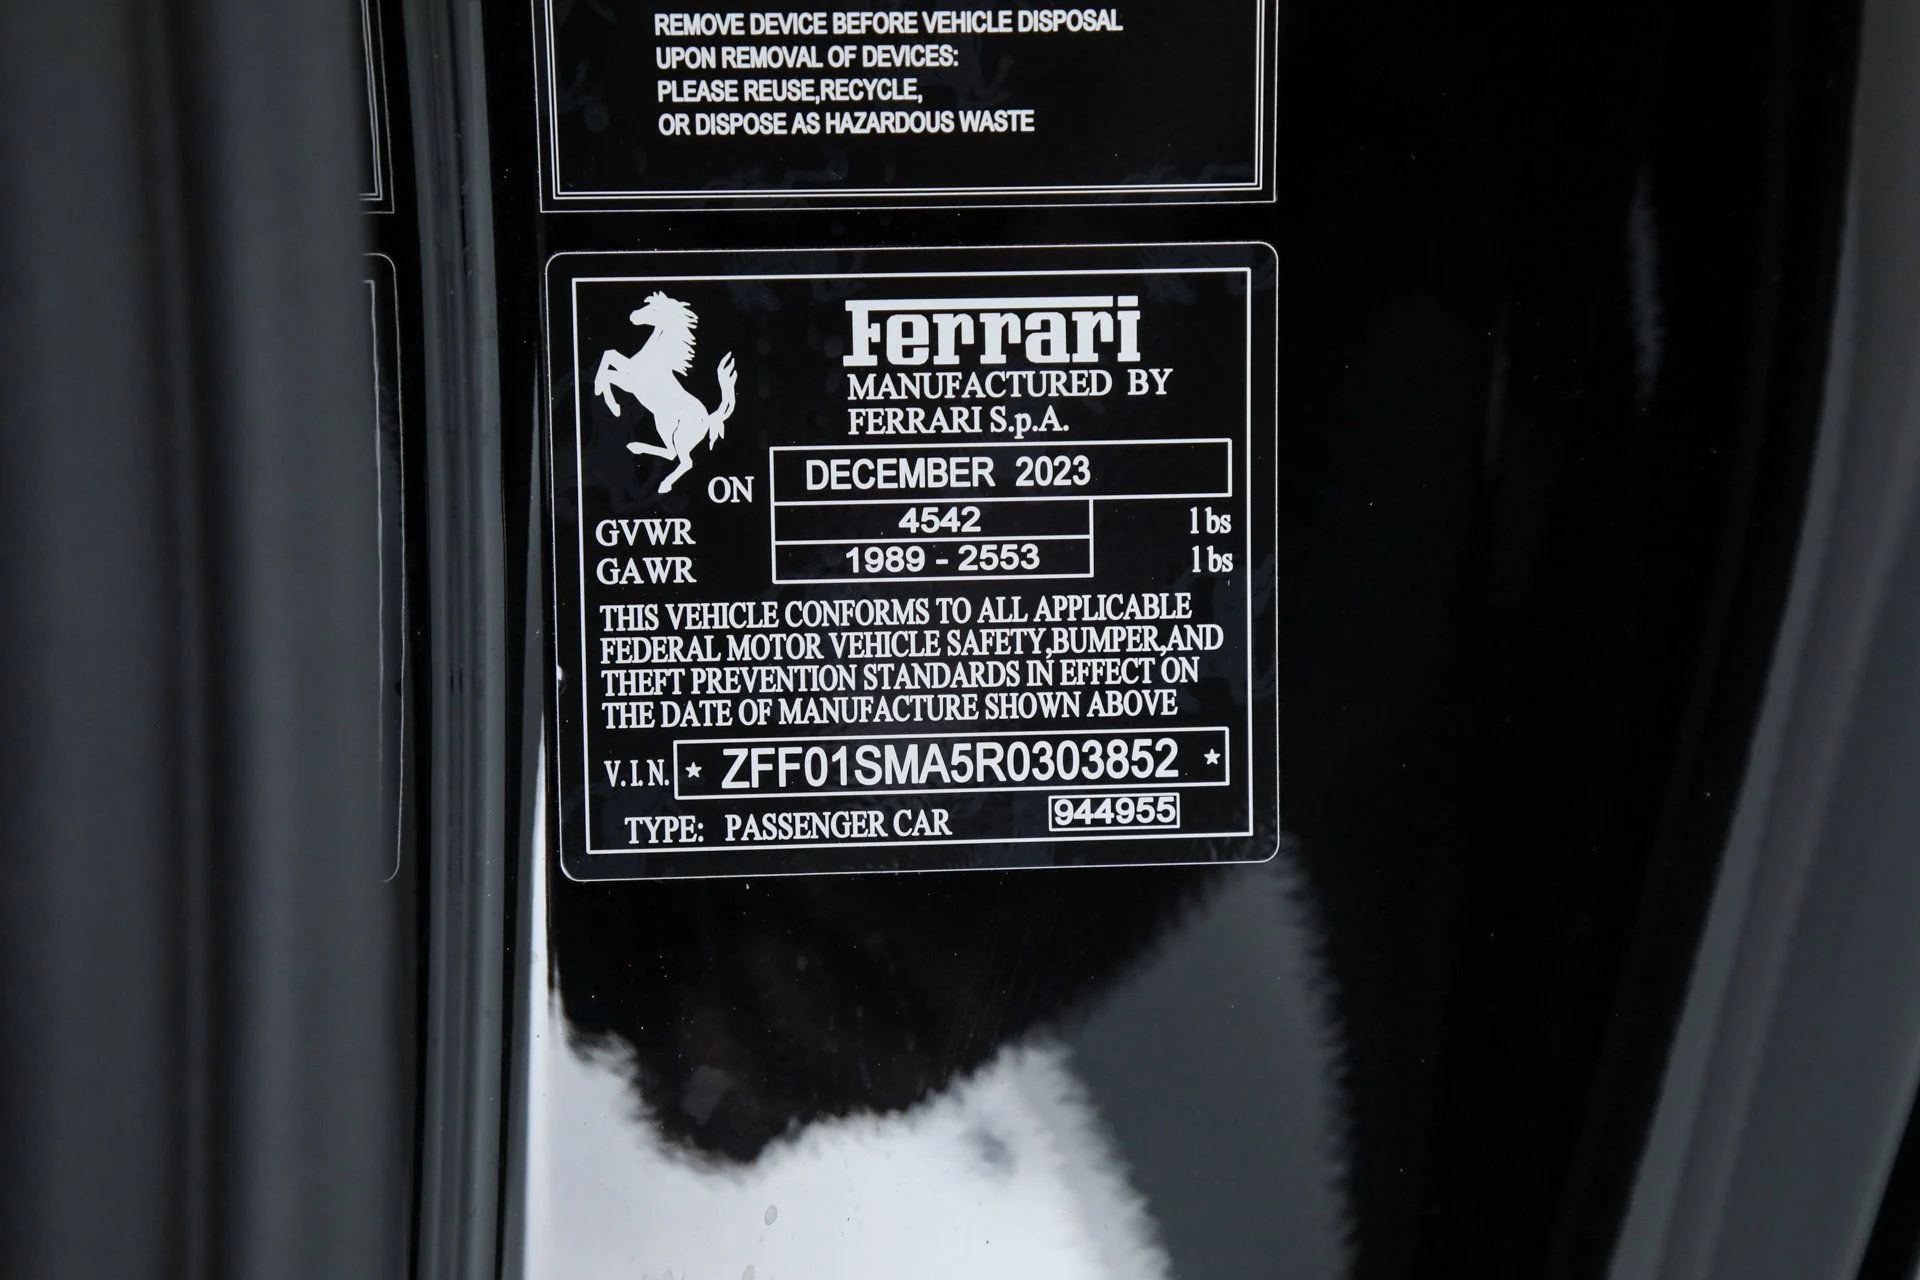 REMOVE DEVICE BEFORE VEHICLE DISPOSAL
UPON REMOVAL OF DEVICES:
PLEASE REUSE,RECYCLE,
OR DISPOSE AS HAZARDOUS WASTE
Ferrari
MANUFACTURED BY
FERRARI S.p.A.
ON DECEMBER 2023
GVWR 4542 lbs
GAWR 1989 - 2553 lbs
THIS VEHICLE CONFORMS TO ALL APPLICABLE
FEDERAL MOTOR VEHICLE SAFETY,BUMPER,AND
THEFT PREVENTION STANDARDS IN EFFECT ON
THE DATE OF MANUFACTURE SHOWN ABOVE
V.I.N. * ZFF01SMA5R0303852 *
TYPE: PASSENGER CAR 944955